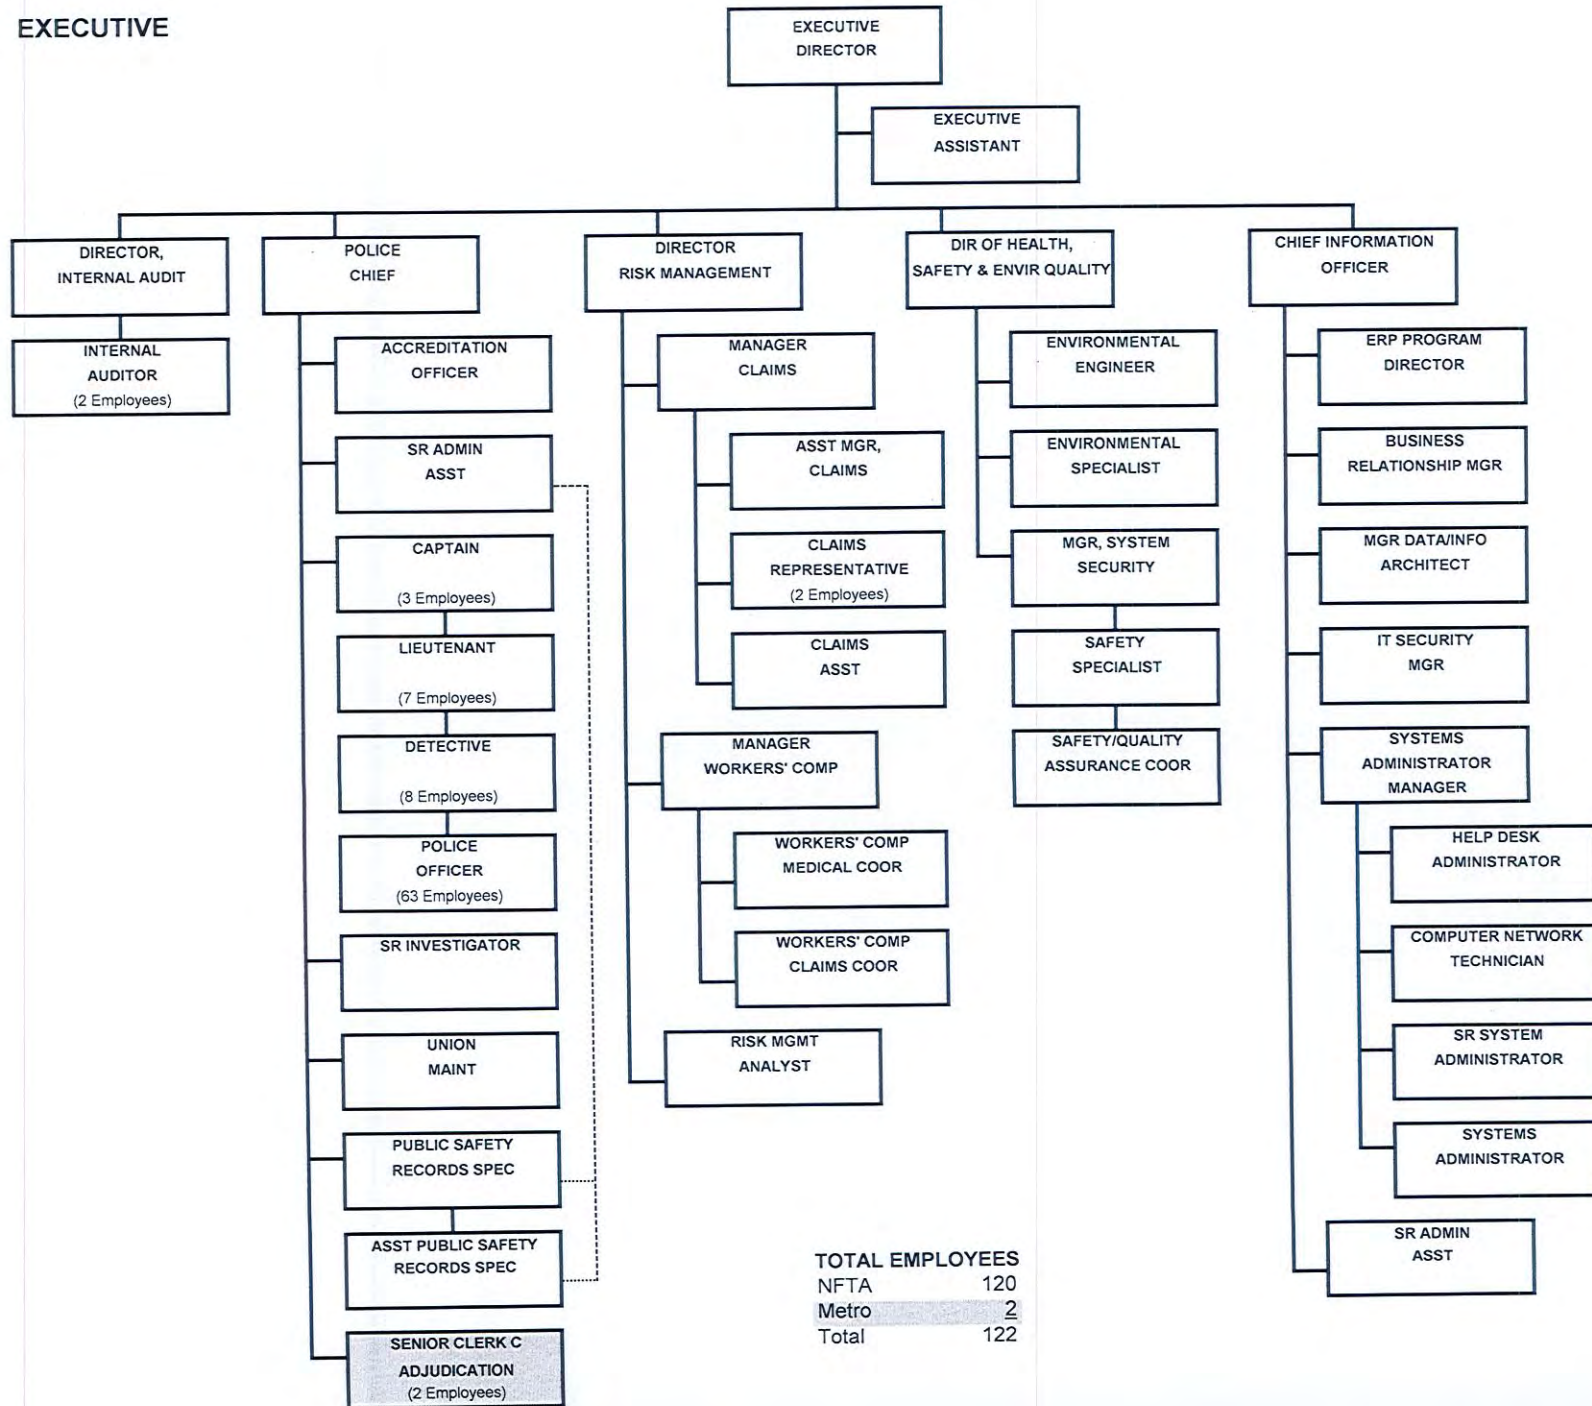 EXECUTIVE
EXECUTIVE
DIRECTOR
EXECUTIVE
ASSISTANT
DIRECTOR,
INTERNAL AUDIT
INTERNAL
AUDITOR
(2 Employees)
POLICE
CHIEF
ACCREDITATION
OFFICER
SR ADMIN
ASST
CAPTAIN
(3 Employees)
LIEUTENANT
(7 Employees)
DETECTIVE
(8 Employees)
POLICE
OFFICER
(63 Employees)
SR INVESTIGATOR
UNION
MAINT
PUBLIC SAFETY
RECORDS SPEC
ASST PUBLIC SAFETY
RECORDS SPEC
SENIOR CLERK C
ADJUDICATION
(2 Employees)
DIRECTOR
RISK MANAGEMENT
MANAGER
CLAIMS
ASST MGR,
CLAIMS
CLAIMS
REPRESENTATIVE
(2 Employees)
CLAIMS
ASST
MANAGER
WORKERS' COMP
WORKERS' COMP
MEDICAL COOR
WORKERS' COMP
CLAIMS COOR
RISK MGMT
ANALYST
DIR OF HEALTH,
SAFETY & ENVIR QUALITY
ENVIRONMENTAL
ENGINEER
ENVIRONMENTAL
SPECIALIST
MGR, SYSTEM
SECURITY
SAFETY
SPECIALIST
SAFETY/QUALITY
ASSURANCE COOR
CHIEF INFORMATION
OFFICER
ERP PROGRAM
DIRECTOR
BUSINESS
RELATIONSHIP MGR
MGR DATA/INFO
ARCHITECT
IT SECURITY
MGR
SYSTEMS
ADMINISTRATOR
MANAGER
HELP DESK
ADMINISTRATOR
COMPUTER NETWORK
TECHNICIAN
SR SYSTEM
ADMINISTRATOR
SYSTEMS
ADMINISTRATOR
SR ADMIN
ASST
TOTAL EMPLOYEES
NFTA 120
Metro 2
Total 122